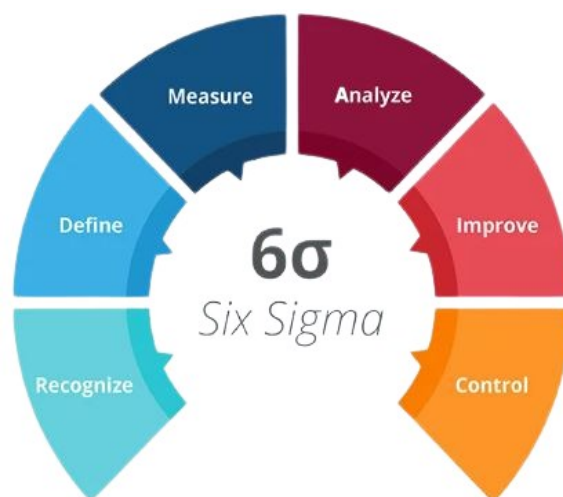 Measure
Analyze
Define
Improve
6σ
Six Sigma
Recognize
Control